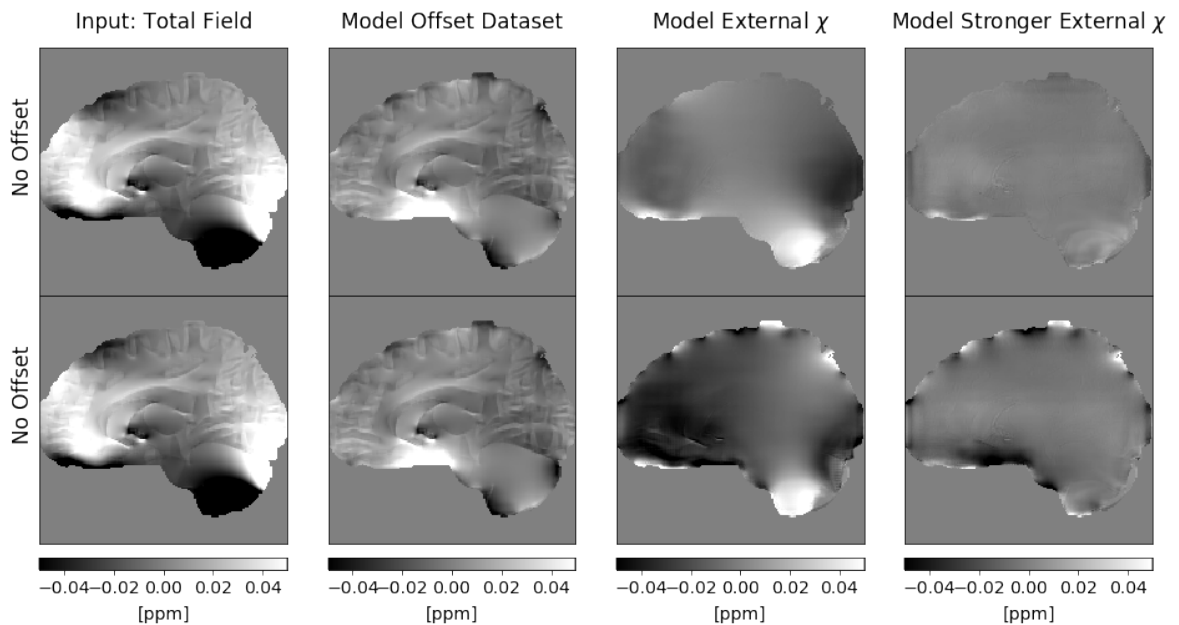 Input: Total Field
Model Offset Dataset
Model External χ
Model Stronger External χ
No Offset
No Offset
−0.04−0.02 0.00 0.02 0.04
[ppm]
−0.04−0.02 0.00 0.02 0.04
[ppm]
−0.04−0.02 0.00 0.02 0.04
[ppm]
−0.04−0.02 0.00 0.02 0.04
[ppm]